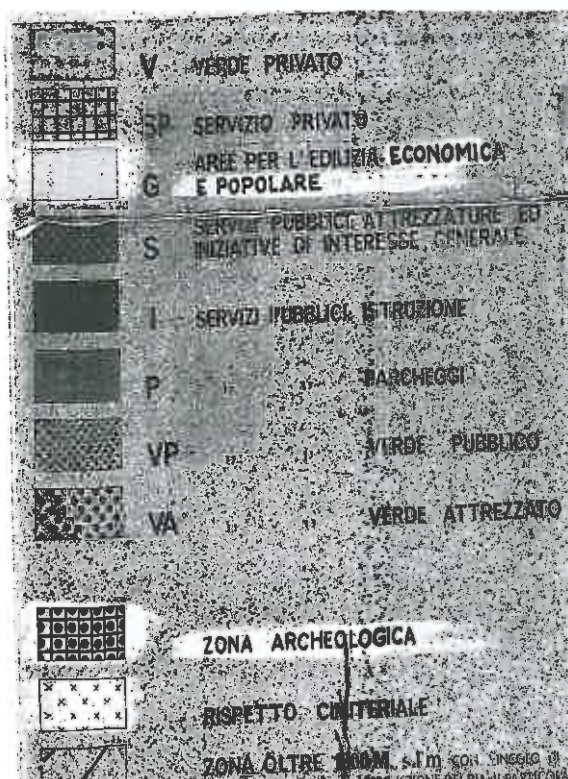 V VERDE PRIVATO
SP SERVIZIO PRIVATO
G AREE PER L'EDILIZIA ECONOMICA
E POPOLARE
S SERVIZI PUBBLICI, ATTREZZATURE ED
INIZIATIVE DI INTERESSE GENERALE
I SERVIZI PUBBLICI, ISTRUZIONE
P " " PARCHEGGI
VP " " VERDE PUBBLICO
VA " " VERDE ATTREZZATO
ZONA ARCHEOLOGICA
RISPETTO CIMITERIALE
ZONA OLTRE s.l.m CON